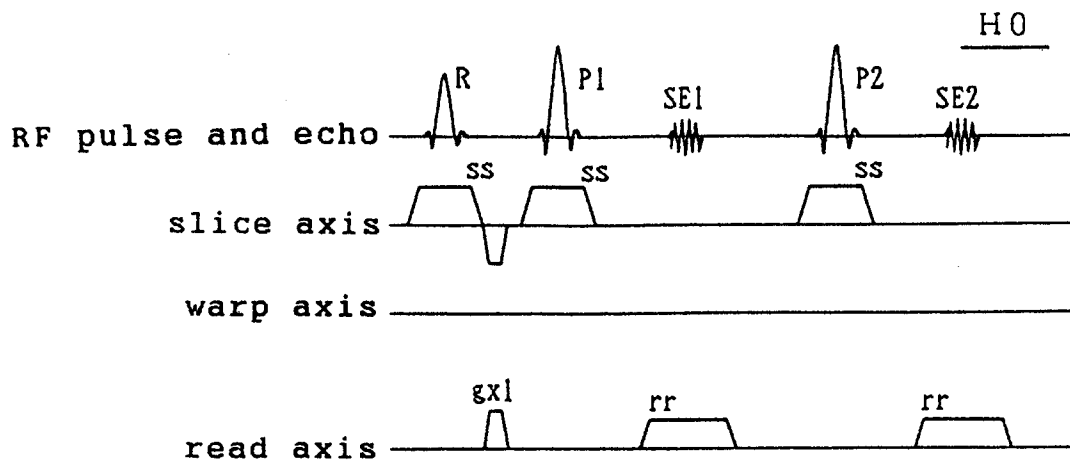 H0
R P1 SE1 P2 SE2
RF pulse and echo
ss ss ss
slice axis
warp axis
gx1 rr rr
read axis